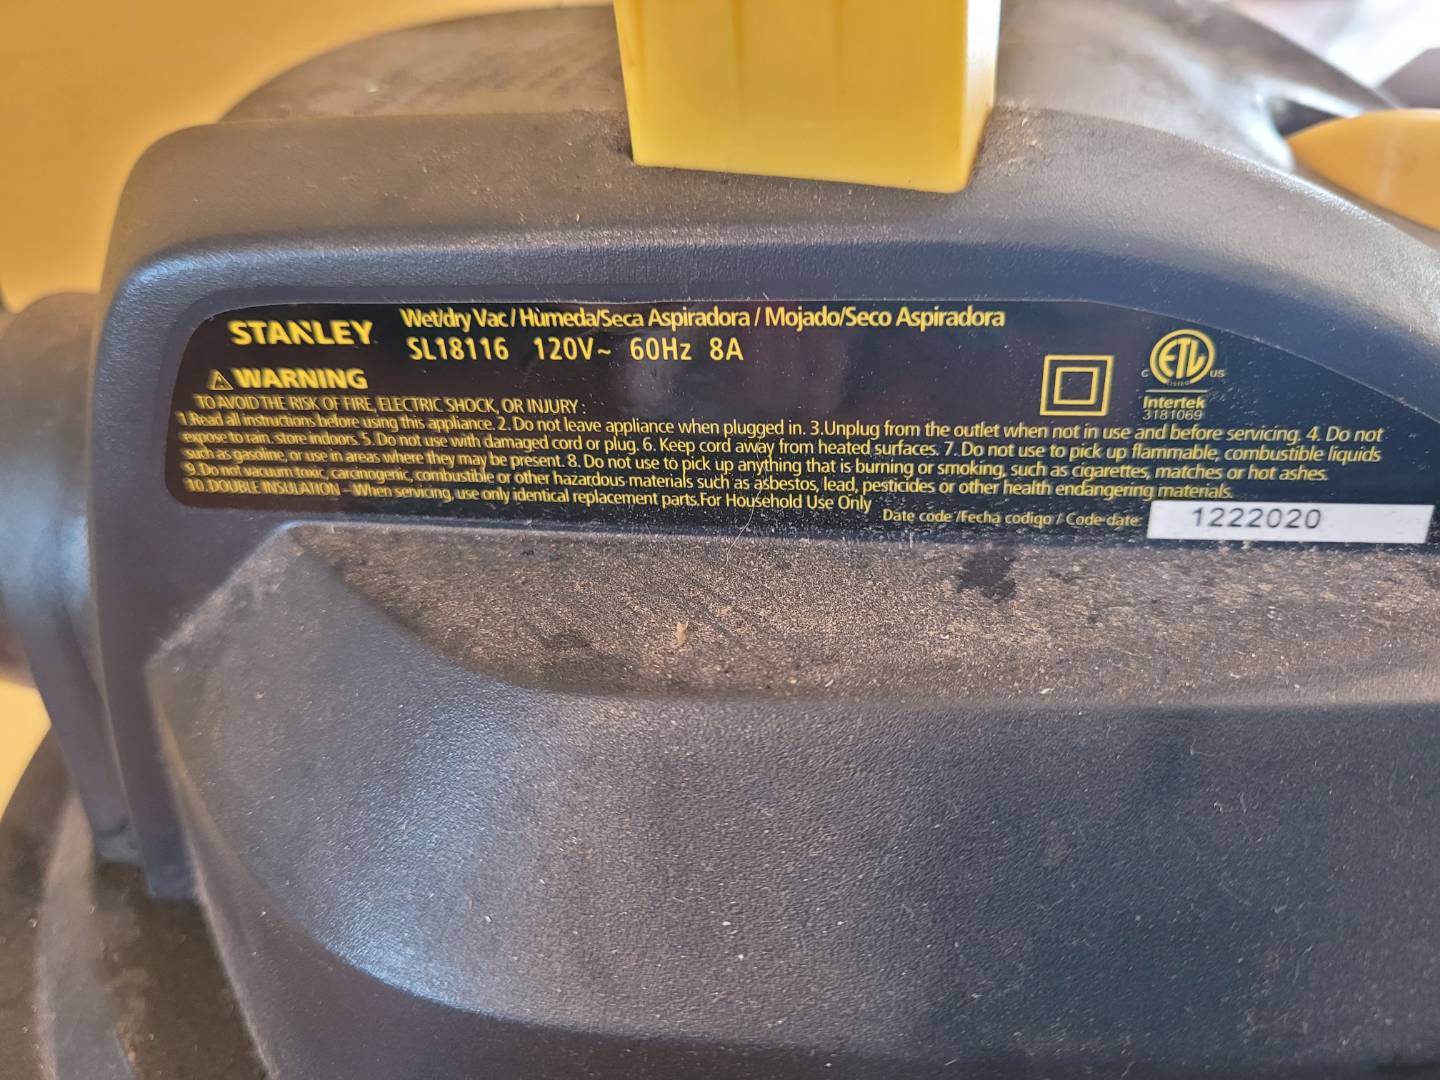 STANLEY
Wet/dry Vac / Hùmeda/Seca Aspiradora / Mojado/Seco Aspiradora
SL18116 120V~ 60Hz 8A
C ETL US
LISTED
Intertek
3181069
WARNING
TO AVOID THE RISK OF FIRE, ELECTRIC SHOCK, OR INJURY :
1.Read all instructions before using this appliance. 2. Do not leave appliance when plugged in. 3.Unplug from the outlet when not in use and before servicing. 4. Do not
expose to rain, store indoors. 5. Do not use with damaged cord or plug. 6. Keep cord away from heated surfaces. 7. Do not use to pick up flammable, combustible liquids
such as gasoline, or use in areas where they may be present. 8. Do not use to pick up anything that is burning or smoking, such as cigarettes, matches or hot ashes.
9. Do not vacuum toxic, carcinogenic, combustible or other hazardous materials such as asbestos, lead, pesticides or other health endangering materials.
10. DOUBLE INSULATION – When servicing, use only identical replacement parts.For Household Use Only
Date code /Fecha codigo / Code date: 1222020